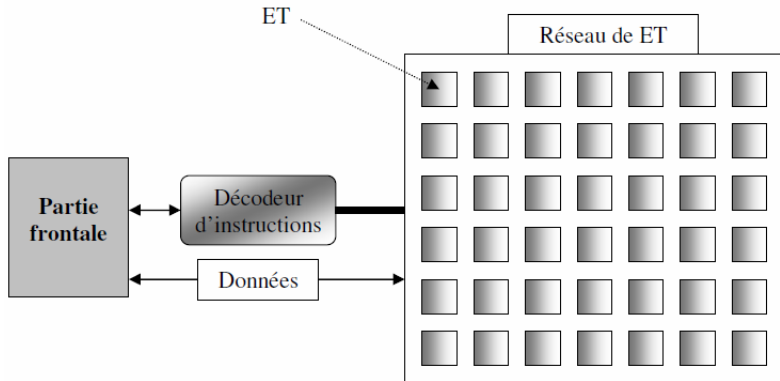 ET
Réseau de ET
Partie
frontale
Décodeur
d'instructions
Données